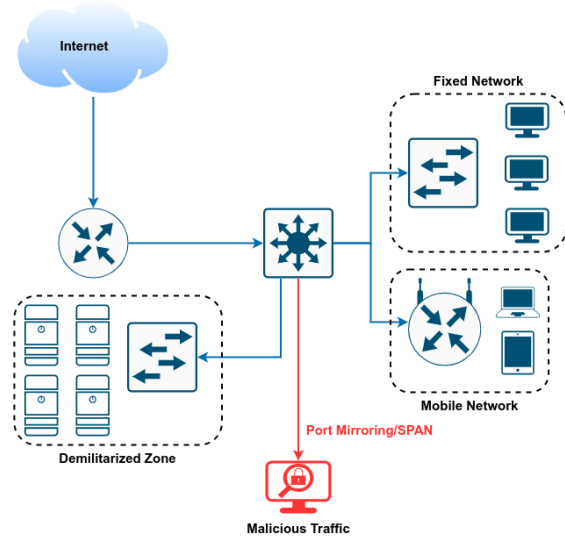 Internet
Fixed Network
Mobile Network
Port Mirroring/SPAN
Demilitarized Zone
Malicious Traffic